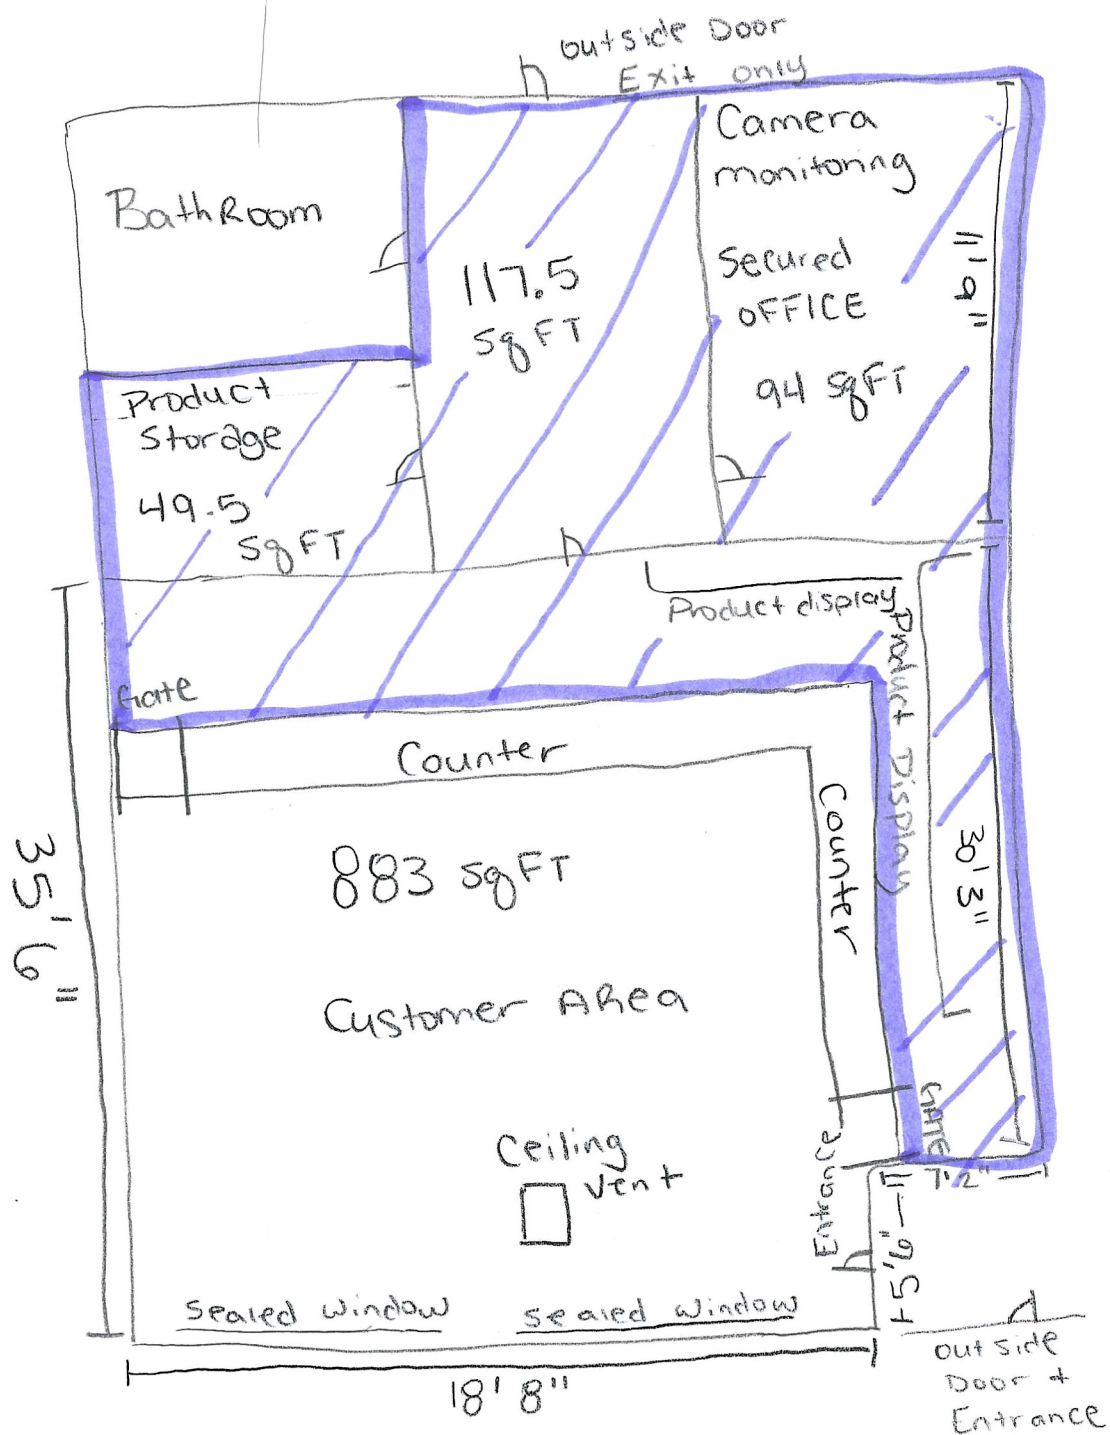 outside Door
Exit only
Camera
monitoring
BathRoom
117.5
sqFT
Secured
OFFICE
11'9"
94 sqFT
Product
Storage
49.5
sqFT
Product display
Product Display
Gate
Counter
Counter
30'3"
883 sqFT
35'6"
Customer Area
GATE
Ceiling
Vent
Entrance
7'2"
5'6"
Sealed window
Sealed window
18'8"
outside
Door +
Entrance